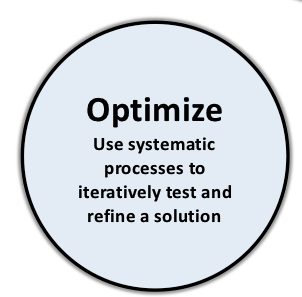 Optimize
Use systematic
processes to
iteratively test and
refine a solution